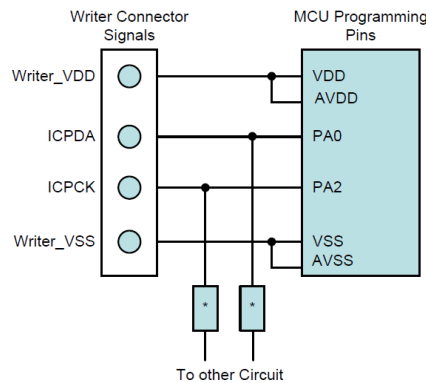 Writer Connector
Signals
MCU Programming
Pins
Writer_VDD
VDD
AVDD
ICPDA
PA0
ICPCK
PA2
Writer_VSS
VSS
AVSS
*
*
To other Circuit